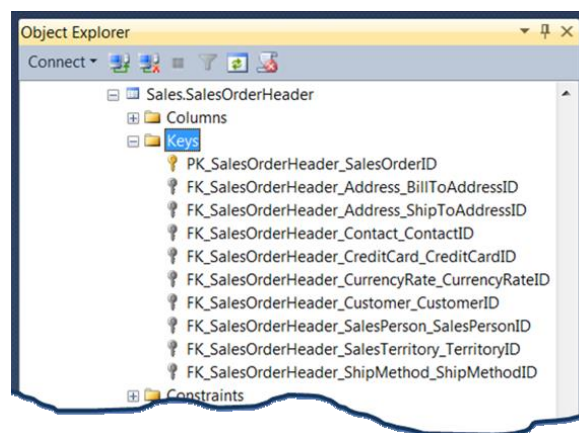 Object Explorer
Connect
Sales.SalesOrderHeader
Columns
Keys
PK_SalesOrderHeader_SalesOrderID
FK_SalesOrderHeader_Address_BillToAddressID
FK_SalesOrderHeader_Address_ShipToAddressID
FK_SalesOrderHeader_Contact_ContactID
FK_SalesOrderHeader_CreditCard_CreditCardID
FK_SalesOrderHeader_CurrencyRate_CurrencyRateID
FK_SalesOrderHeader_Customer_CustomerID
FK_SalesOrderHeader_SalesPerson_SalesPersonID
FK_SalesOrderHeader_SalesTerritory_TerritoryID
FK_SalesOrderHeader_ShipMethod_ShipMethodID
Constraints